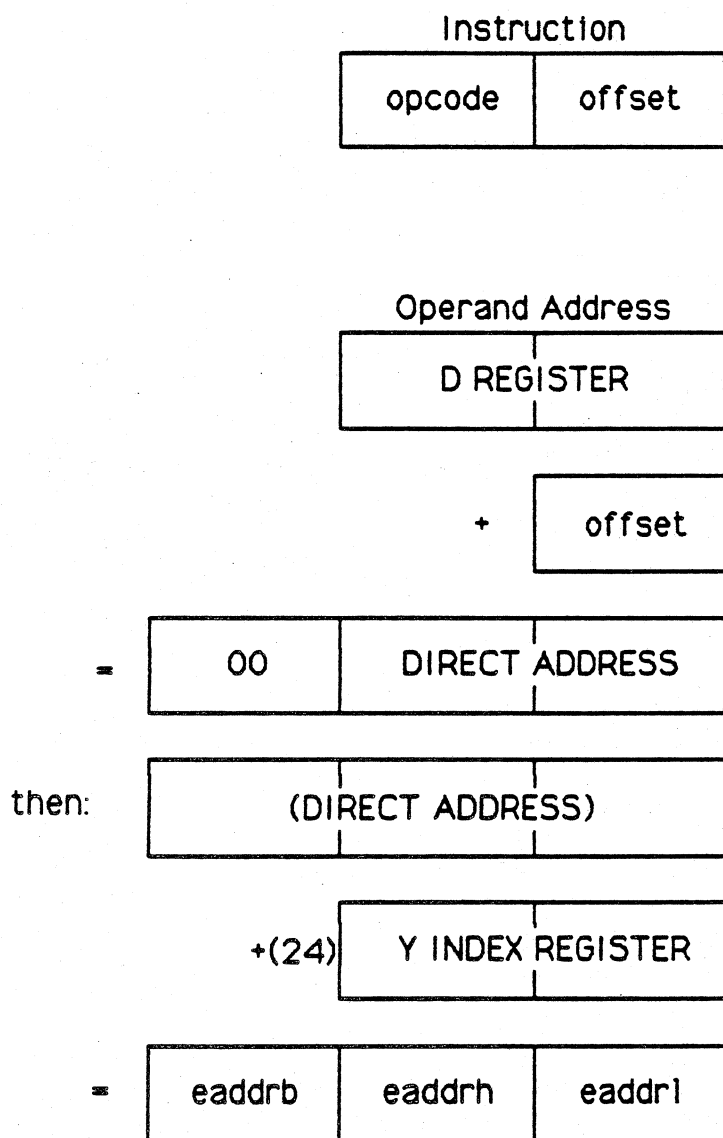 Instruction
opcode offset
Operand Address
D REGISTER
+ offset
= 00 DIRECT ADDRESS
then: (DIRECT ADDRESS)
+(24) Y INDEX REGISTER
= eaddrb eaddrh eaddrl